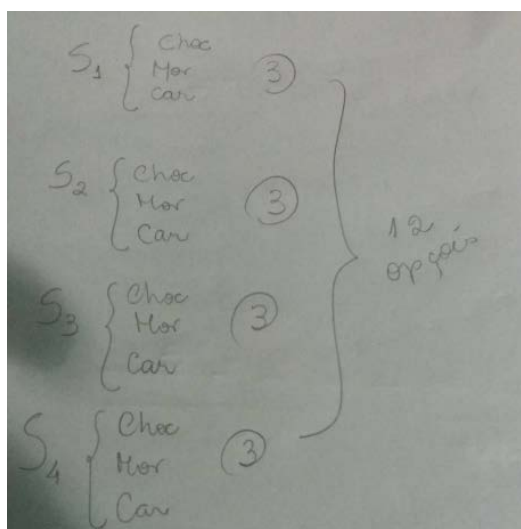 S1 { Choc
Mor
Car
3
S2 { Choc
Mor
Car
3
S3 { Choc
Mor
Car
3
S4 { Choc
Mor
Car
3
} 12
opçois